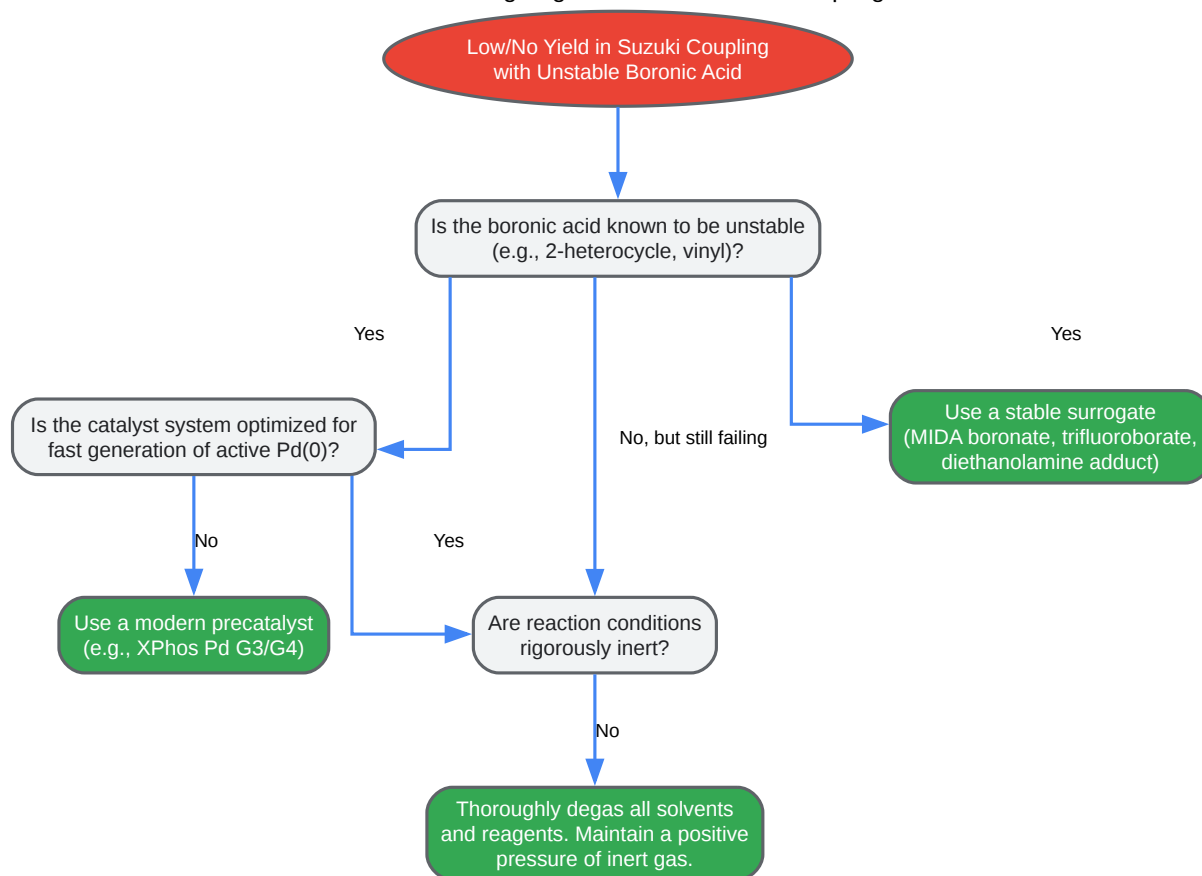 Low/No Yield in Suzuki Coupling
with Unstable Boronic Acid
Is the boronic acid known to be unstable
(e.g., 2-heterocycle, vinyl)?
Yes
Yes
Is the catalyst system optimized for
fast generation of active Pd(0)?
No, but still failing
Use a stable surrogate
(MIDA boronate, trifluoroborate,
diethanolamine adduct)
No
Yes
Use a modern precatalyst
(e.g., XPhos Pd G3/G4)
Are reaction conditions
rigorously inert?
No
Thoroughly degas all solvents
and reagents. Maintain a positive
pressure of inert gas.